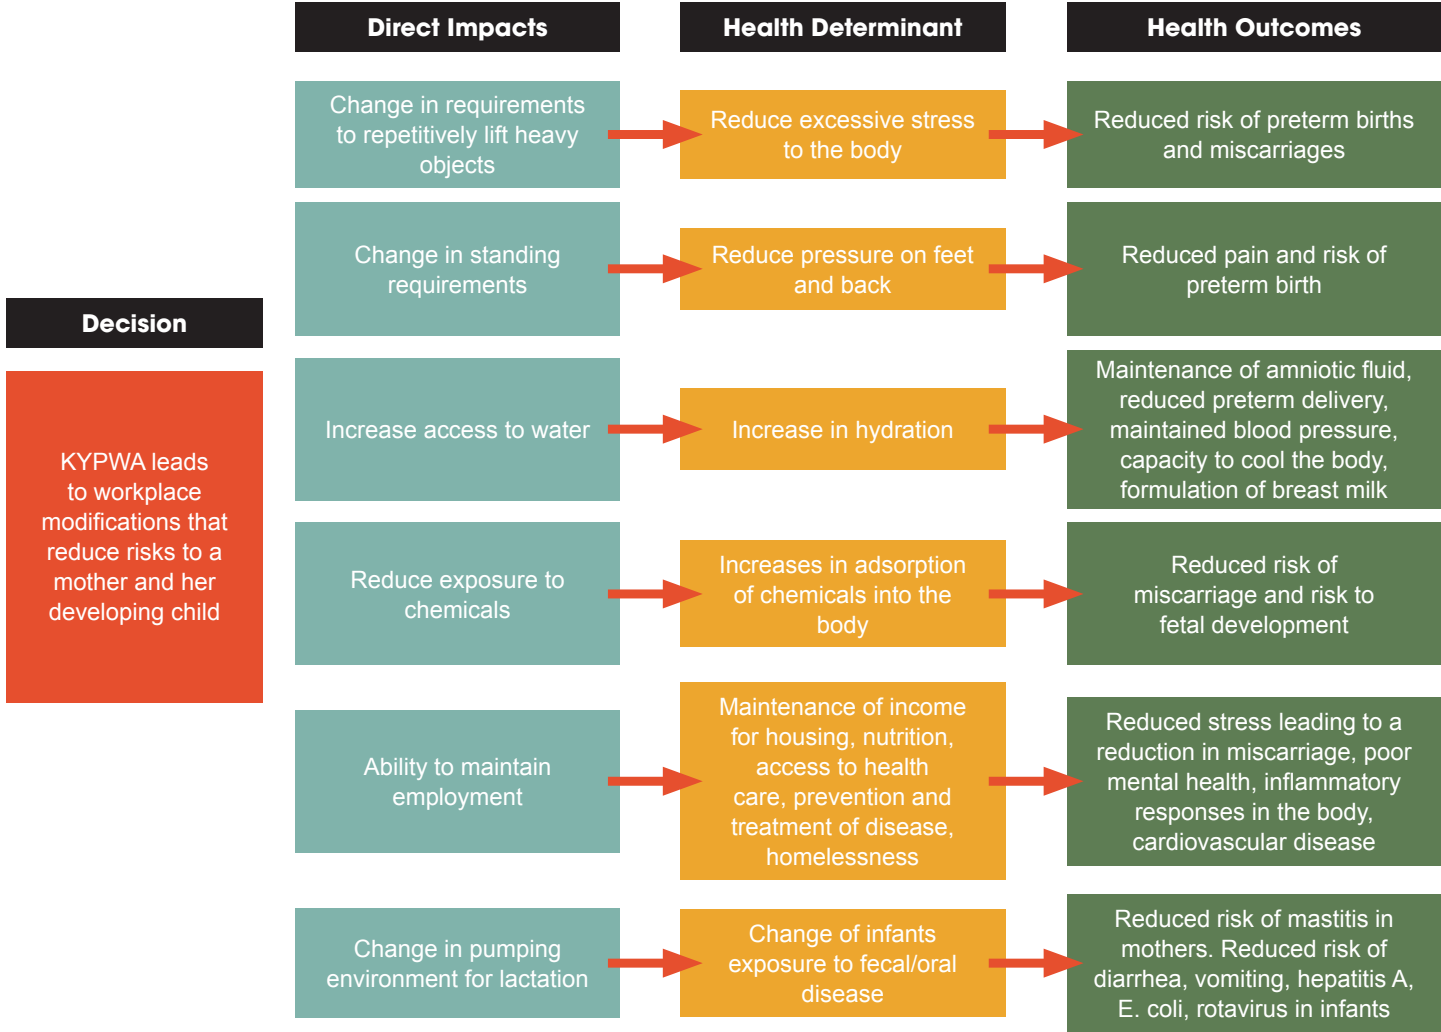 Direct Impacts
Health Determinant
Health Outcomes
Change in requirements
to repetitively lift heavy
objects
Reduce excessive stress
to the body
Reduced risk of preterm births
and miscarriages
Change in standing
requirements
Reduce pressure on feet
and back
Reduced pain and risk of
preterm birth
Decision
KYPWA leads
to workplace
modifications that
reduce risks to a
mother and her
developing child
Increase access to water
Increase in hydration
Maintenance of amniotic fluid,
reduced preterm delivery,
maintained blood pressure,
capacity to cool the body,
formulation of breast milk
Reduce exposure to
chemicals
Increases in adsorption
of chemicals into the
body
Reduced risk of
miscarriage and risk to
fetal development
Ability to maintain
employment
Maintenance of income
for housing, nutrition,
access to health
care, prevention and
treatment of disease,
homelessness
Reduced stress leading to a
reduction in miscarriage, poor
mental health, inflammatory
responses in the body,
cardiovascular disease
Change in pumping
environment for lactation
Change of infants
exposure to fecal/oral
disease
Reduced risk of mastitis in
mothers. Reduced risk of
diarrhea, vomiting, hepatitis A,
E. coli, rotavirus in infants